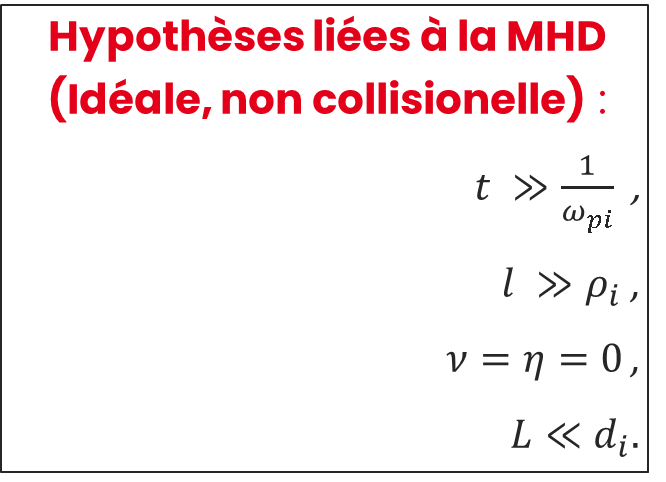 Hypothèses liées à la MHD
(Idéale, non collisionelle) :
t ≫ 1/ω_pi ,
l ≫ ρ_i ,
ν = η = 0 ,
L ≪ d_i.